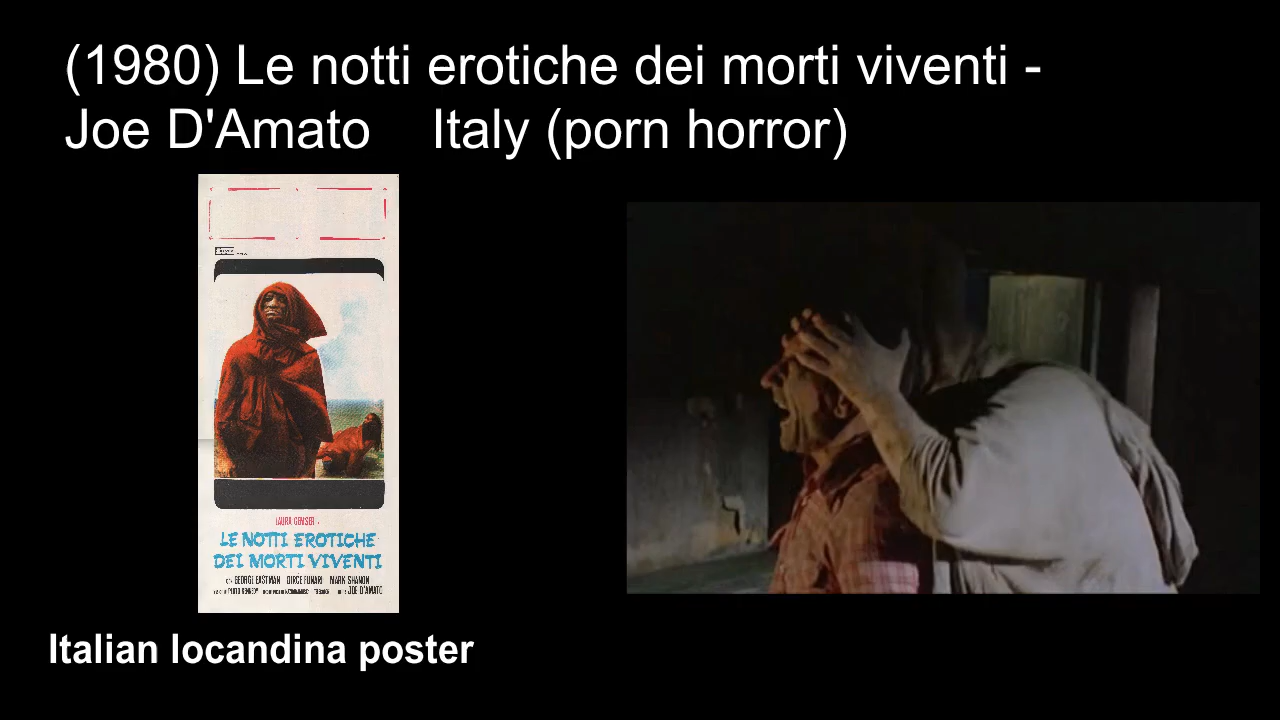 (1980) Le notti erotiche dei morti viventi -
Joe D'Amato Italy (porn horror)
LAURA GEMSER
LE NOTTI EROTICHE
DEI MORTI VIVENTI
GEORGE EASTMAN DIRCE FUNARI MARK SHANON
JOE D'AMATO
Italian locandina poster